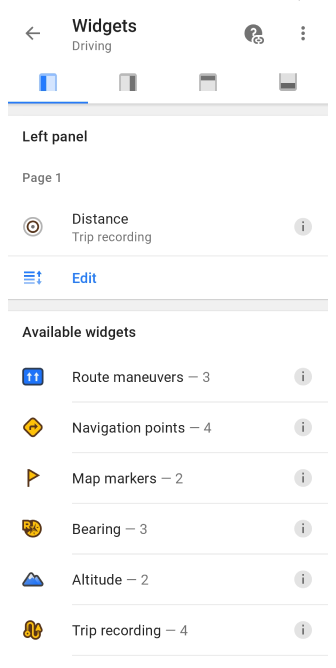 Widgets
Driving
Left panel
Page 1
Distance
Trip recording
Edit
Available widgets
Route maneuvers — 3
Navigation points — 4
Map markers — 2
Bearing — 3
Altitude — 2
Trip recording — 4